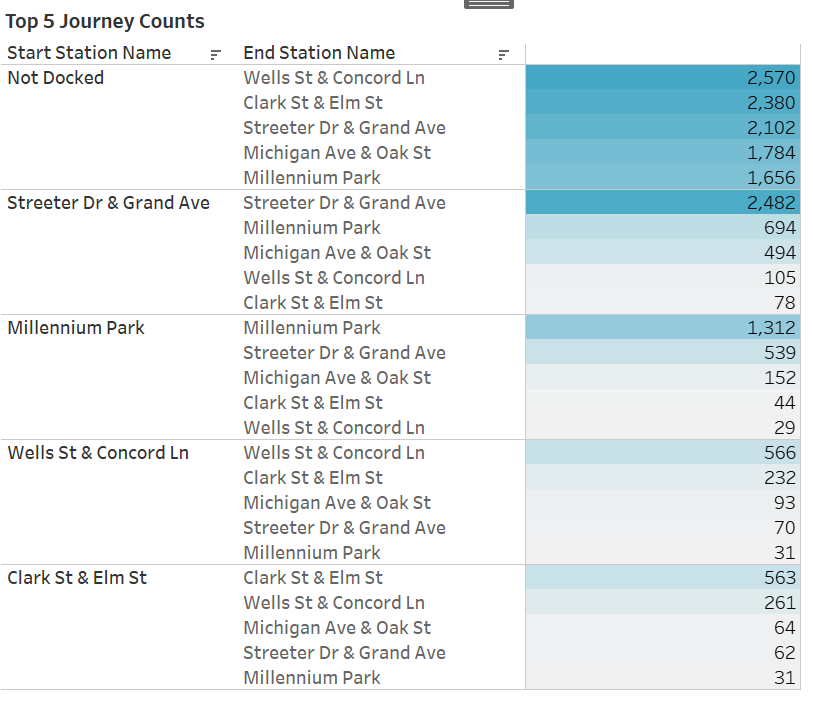 Top 5 Journey Counts
Start Station Name End Station Name
Not Docked Wells St & Concord Ln 2,570
Clark St & Elm St 2,380
Streeter Dr & Grand Ave 2,102
Michigan Ave & Oak St 1,784
Millennium Park 1,656
Streeter Dr & Grand Ave Streeter Dr & Grand Ave 2,482
Millennium Park 694
Michigan Ave & Oak St 494
Wells St & Concord Ln 105
Clark St & Elm St 78
Millennium Park Millennium Park 1,312
Streeter Dr & Grand Ave 539
Michigan Ave & Oak St 152
Clark St & Elm St 44
Wells St & Concord Ln 29
Wells St & Concord Ln Wells St & Concord Ln 566
Clark St & Elm St 232
Michigan Ave & Oak St 93
Streeter Dr & Grand Ave 70
Millennium Park 31
Clark St & Elm St Clark St & Elm St 563
Wells St & Concord Ln 261
Michigan Ave & Oak St 64
Streeter Dr & Grand Ave 62
Millennium Park 31